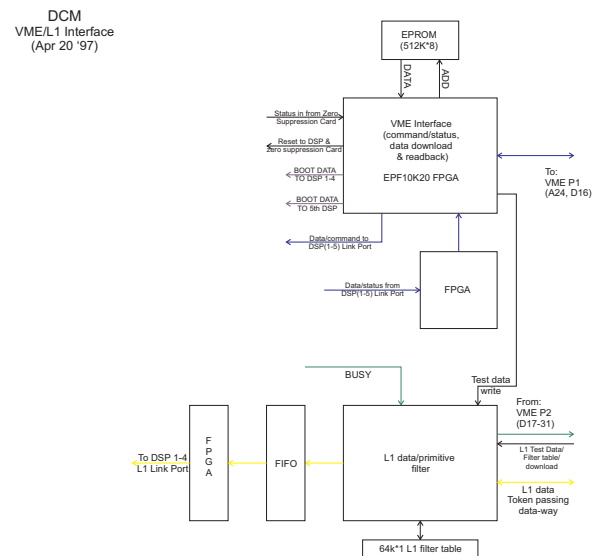 DCM
VME/L1 Interface
(Apr 20 '97)
EPROM
(512K*8)
DATA
ADD
Status in from Zero
Suppression Card
Reset to DSP &
zero suppression Card
BOOT DATA
TO DSP 1-4
BOOT DATA
TO 5th DSP
VME Interface
(command/status,
data download
& readback)
EPF10K20 FPGA
To:
VME P1
(A24, D16)
Data/command to
DSP(1-5) Link Port
Data/status from
DSP(1-5) Link Port
FPGA
BUSY
Test data
write
From:
VME P2
(D17-31)
L1 Test Data/
Filter table/
download
L1 data
Token passing
data-way
L1 data/primitive
filter
FIFO
F
P
G
A
To DSP 1-4
L1 Link Port
64k*1 L1 filter table